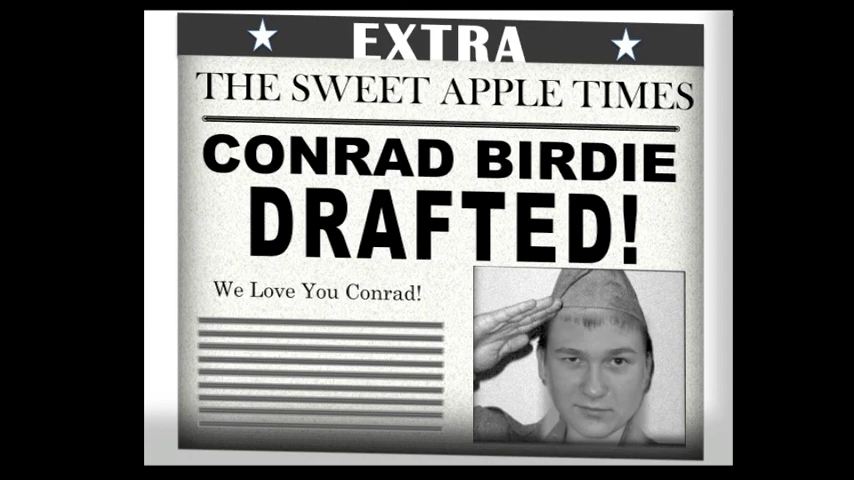 EXTRA
THE SWEET APPLE TIMES
CONRAD BIRDIE
DRAFTED!
We Love You Conrad!